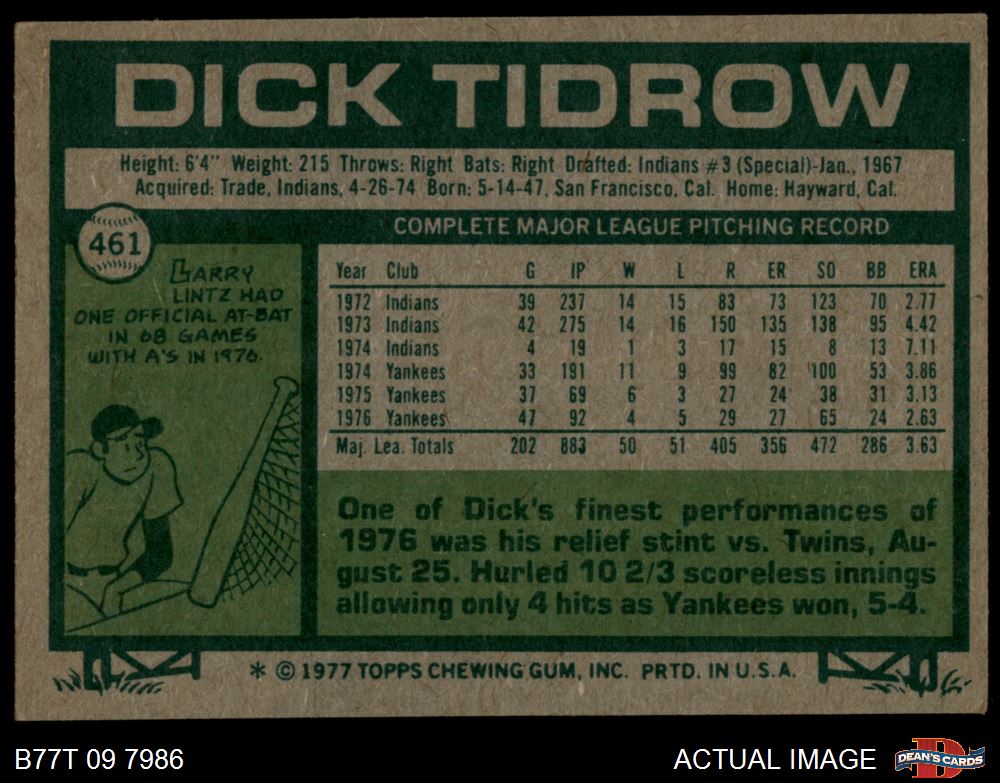 DICK TIDROW
Height: 6'4" Weight: 215 Throws: Right Bats: Right Drafted: Indians #3 (Special)-Jan., 1967
Acquired: Trade, Indians, 4-26-74 Born: 5-14-47, San Francisco, Cal. Home: Hayward, Cal.
461
LARRY
LINTZ HAD
ONE OFFICIAL AT-BAT
IN 68 GAMES
WITH A'S IN 1976.
COMPLETE MAJOR LEAGUE PITCHING RECORD
Year Club G IP W L R ER SO BB ERA
1972 Indians 39 237 14 15 83 73 123 70 2.77
1973 Indians 42 275 14 16 150 135 138 95 4.42
1974 Indians 4 19 1 3 17 15 8 13 7.11
1974 Yankees 33 191 11 9 99 82 100 53 3.86
1975 Yankees 37 69 6 3 27 24 38 31 3.13
1976 Yankees 47 92 4 5 29 27 65 24 2.63
Maj. Lea. Totals 202 883 50 51 405 356 472 286 3.63
One of Dick's finest performances of
1976 was his relief stint vs. Twins, Au-
gust 25. Hurled 10 2/3 scoreless innings
allowing only 4 hits as Yankees won, 5-4.
* © 1977 TOPPS CHEWING GUM, INC. PRTD. IN U.S.A.
B77T 09 7986
ACTUAL IMAGE
D
DEAN'S CARDS